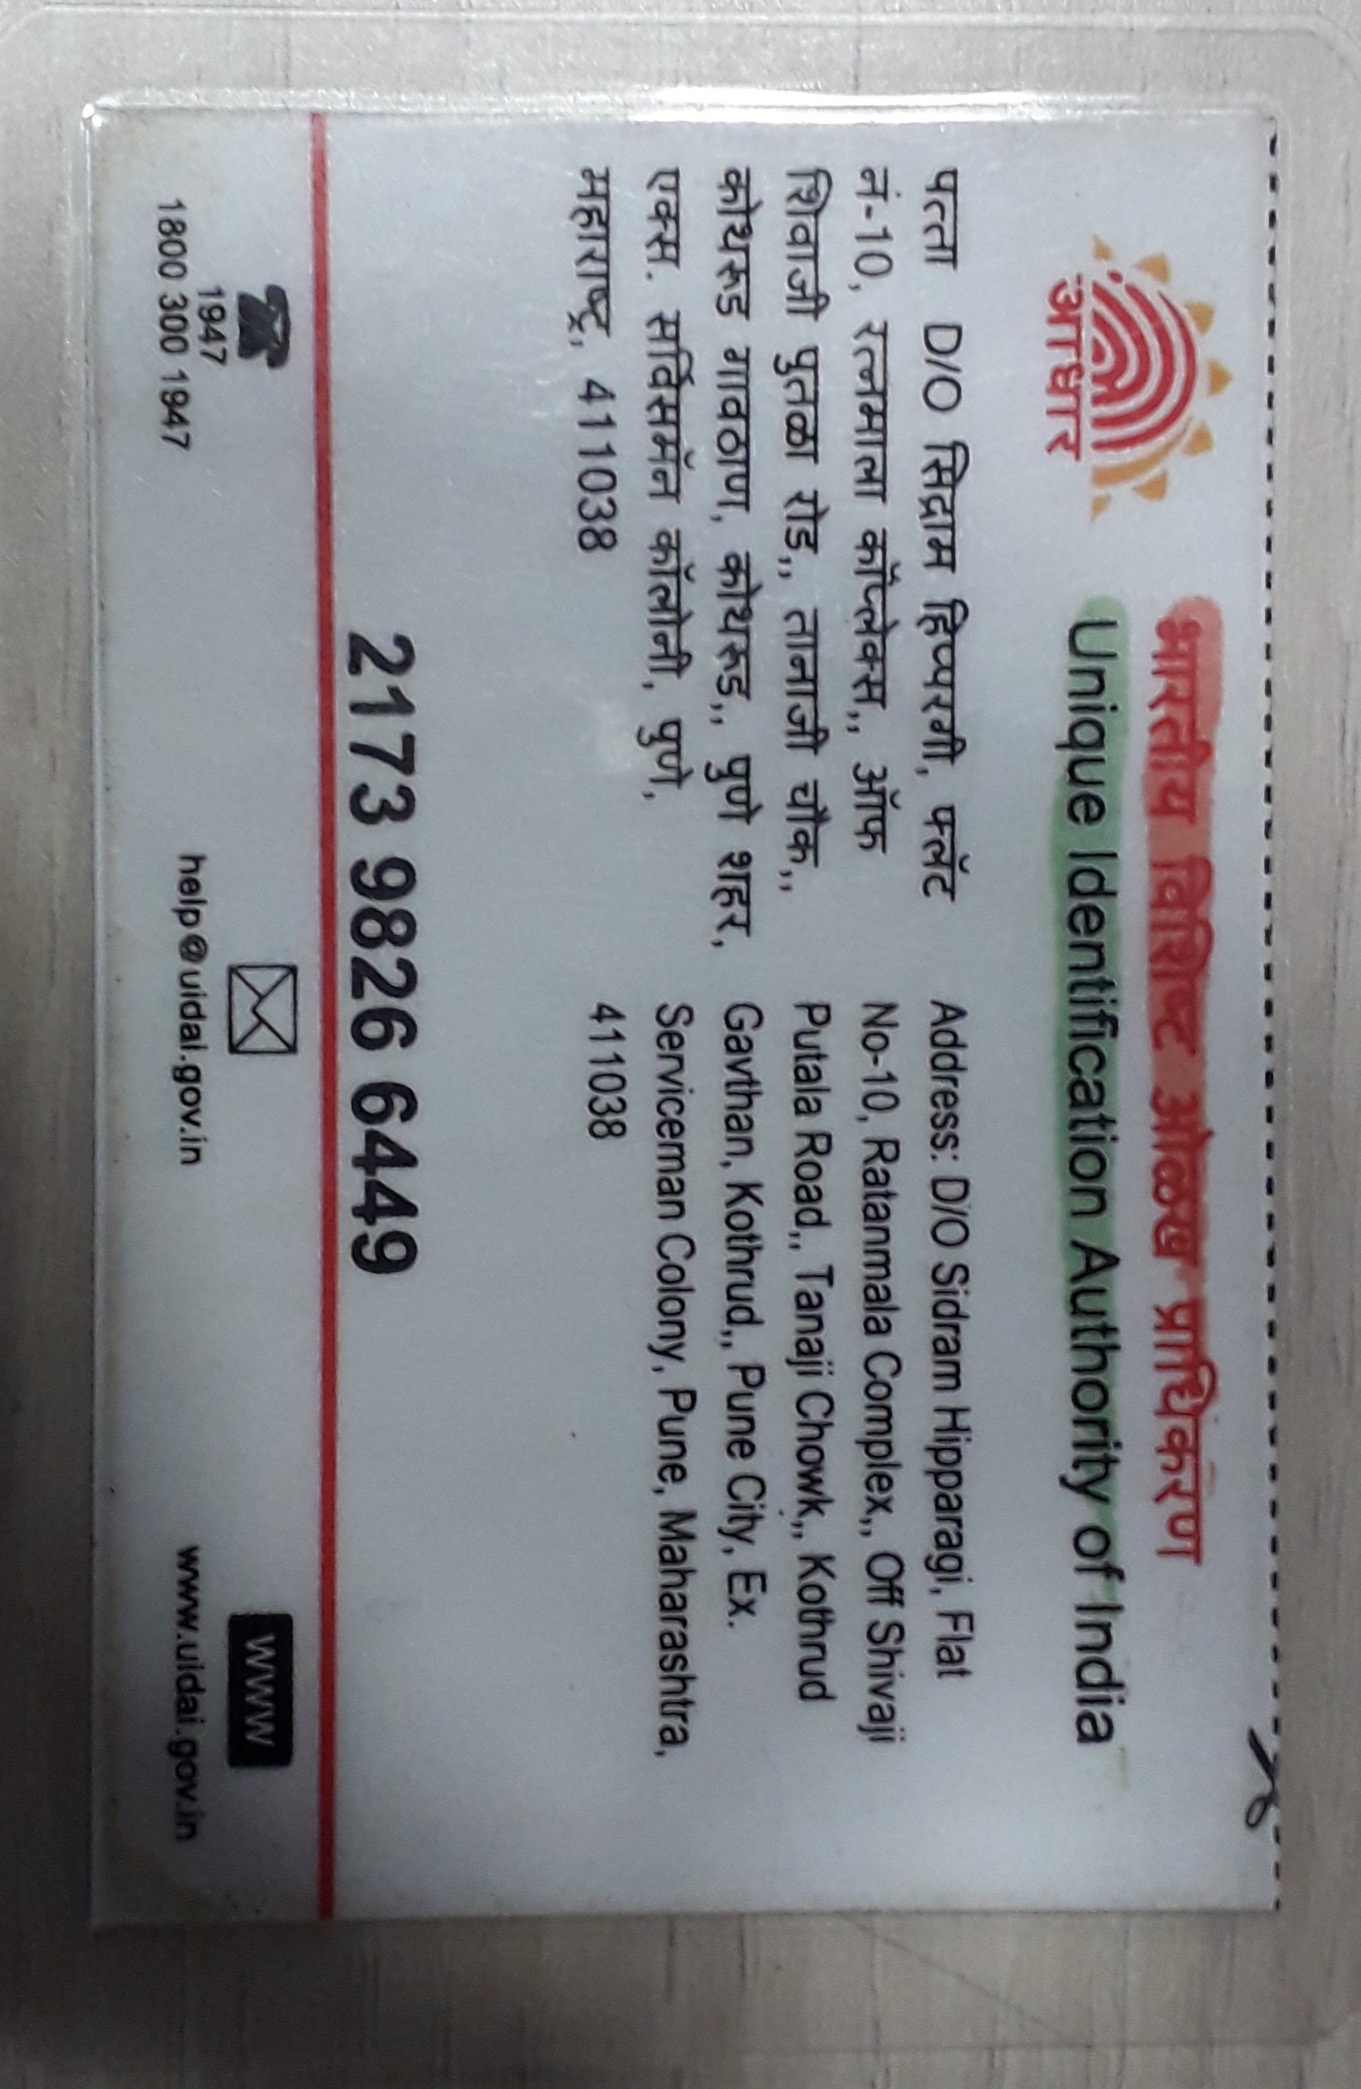 आधार
भारतीय विशिष्ट ओळख प्राधिकरण
Unique Identification Authority of India
पत्ता D/O सिद्राम हिप्परगी, फ्लॅट
नं-10, रत्नमाला कॉप्लेक्स,, ऑफ
शिवाजी पुतळा रोड,, तानाजी चौक,,
कोथरूड गावठाण, कोथरूड,, पुणे शहर,
एक्स. सर्विसमॅन कॉलोनी, पुणे,
महाराष्ट्र, 411038
Address: D/O Sidram Hipparagi, Flat
No-10, Ratanmala Complex,, Off Shivaji
Putala Road,, Tanaji Chowk,, Kothrud
Gavthan, Kothrud,, Pune City, Ex.
Serviceman Colony, Pune, Maharashtra,
411038
2173 9826 6449
1947
1800 300 1947
help@uidai.gov.in
www
www.uidai.gov.in